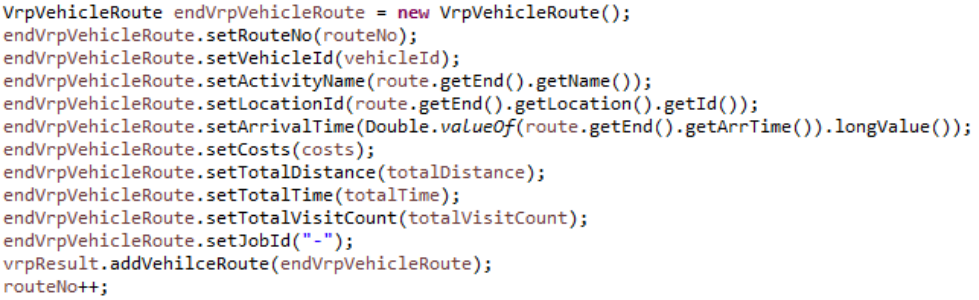 VrpVehicleRoute endVrpVehicleRoute = new VrpVehicleRoute();
endVrpVehicleRoute.setRouteNo(routeNo);
endVrpVehicleRoute.setVehicleId(vehicleId);
endVrpVehicleRoute.setActivityName(route.getEnd().getName());
endVrpVehicleRoute.setLocationId(route.getEnd().getLocation().getId());
endVrpVehicleRoute.setArrivalTime(Double.valueOf(route.getEnd().getArrTime()).longValue());
endVrpVehicleRoute.setCosts(costs);
endVrpVehicleRoute.setTotalDistance(totalDistance);
endVrpVehicleRoute.setTotalTime(totalTime);
endVrpVehicleRoute.setTotalVisitCount(totalVisitCount);
endVrpVehicleRoute.setJobId("-");
vrpResult.addVehilceRoute(endVrpVehicleRoute);
routeNo++;